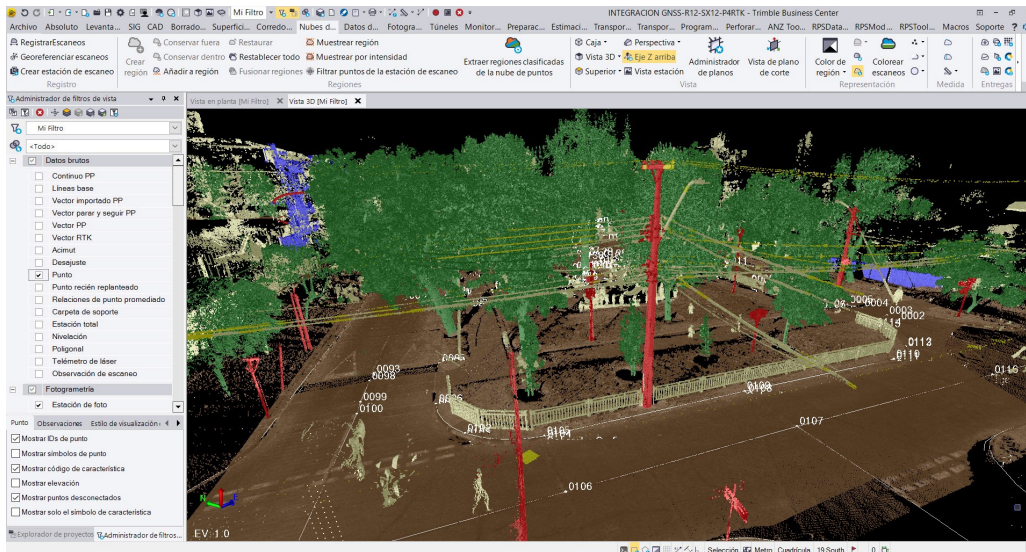 Mi Filtro
INTEGRACION GNSS-R12-SX12-P4RTK - Trimble Business Center
Archivo Absoluto Levanta... SIG CAD Borrado... Superfici... Corredo... Nubes d... Datos d... Fotogra... Túneles Monitor... Preparac... Estimaci... Transpor... Transpor... Program... Perforar... ANZ Too... RPSData... RPSMod... RPSTool... Macros Soporte ?
RegistrarEscaneos
Georeferenciar escaneos
Crear estación de escaneo
Registro
Crear región
Conservar fuera
Restaurar
Conservar dentro
Restablecer todo
Añadir a región
Fusionar regiones
Muestrear región
Muestrear por intensidad
Filtrar puntos de la estación de escaneo
Regiones
Extraer regiones clasificadas
de la nube de puntos
Caja
Perspectiva
Vista 3D
Eje Z arriba
Superior
Vista estación
Administrador
de planos
Vista de plano
de corte
Vista
Color de
región
Colorear
escaneos
Representación
Medida
Entregas
Administrador de filtros de vista
Mi Filtro
<Todo>
Datos brutos
Continuo PP
Líneas base
Vector importado PP
Vector parar y seguir PP
Vector PP
Vector RTK
Acimut
Desajuste
Punto
Punto recién replanteado
Relaciones de punto promediado
Carpeta de soporte
Estación total
Nivelación
Poligonal
Telémetro de láser
Observación de escaneo
Fotogrametría
Estación de foto
Punto Observaciones Estilo de visualización
Mostrar IDs de punto
Mostrar símbolos de punto
Mostrar código de característica
Mostrar elevación
Mostrar puntos desconectados
Mostrar solo el símbolo de característica
Explorador de proyectos Administrador de filtros...
Vista en planta [Mi Filtro] Vista 3D [Mi Filtro]
0004
0002
0113
0116
0093
0098
0099
0100
0107
0106
N
E
EV: 1.0
Selección Metro Cuadrícula 19 South 0